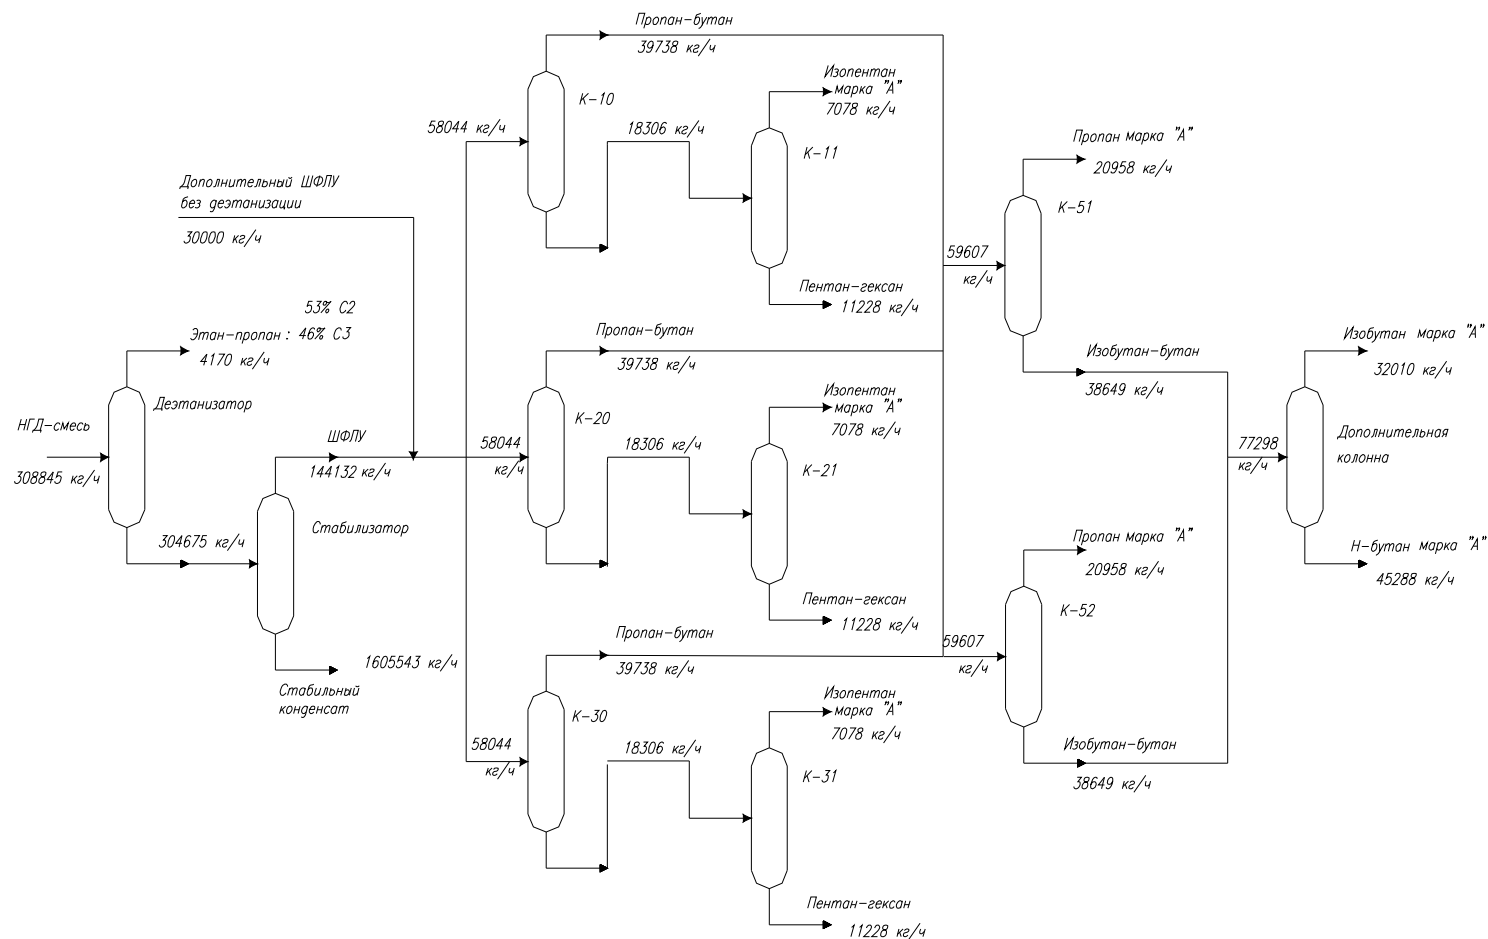 Пропан-бутан
39738 кг/ч
К-10
58044 кг/ч
18306 кг/ч
Изопентан
марка "А"
7078 кг/ч
К-11
Пентан-гексан
11228 кг/ч
Дополнительный ШФЛУ
без деэтанизации
30000 кг/ч
53% С2
Этан-пропан : 46% С3
4170 кг/ч
Деэтанизатор
НГД-смесь
308845 кг/ч
304675 кг/ч
ШФЛУ
144132 кг/ч
Стабилизатор
1605543 кг/ч
Стабильный
конденсат
Пропан-бутан
39738 кг/ч
К-20
58044
кг/ч
18306 кг/ч
Изопентан
марка "А"
7078 кг/ч
К-21
Пентан-гексан
11228 кг/ч
Пропан-бутан
39738 кг/ч
К-30
58044
кг/ч
18306 кг/ч
Изопентан
марка "А"
7078 кг/ч
К-31
Пентан-гексан
11228 кг/ч
Пропан марка "А"
20958 кг/ч
К-51
59607
кг/ч
Изобутан-бутан
38649 кг/ч
Пропан марка "А"
20958 кг/ч
К-52
59607
кг/ч
Изобутан-бутан
38649 кг/ч
Изобутан марка "А"
32010 кг/ч
77298
кг/ч
Дополнительная
колонна
Н-бутан марка "А"
45288 кг/ч